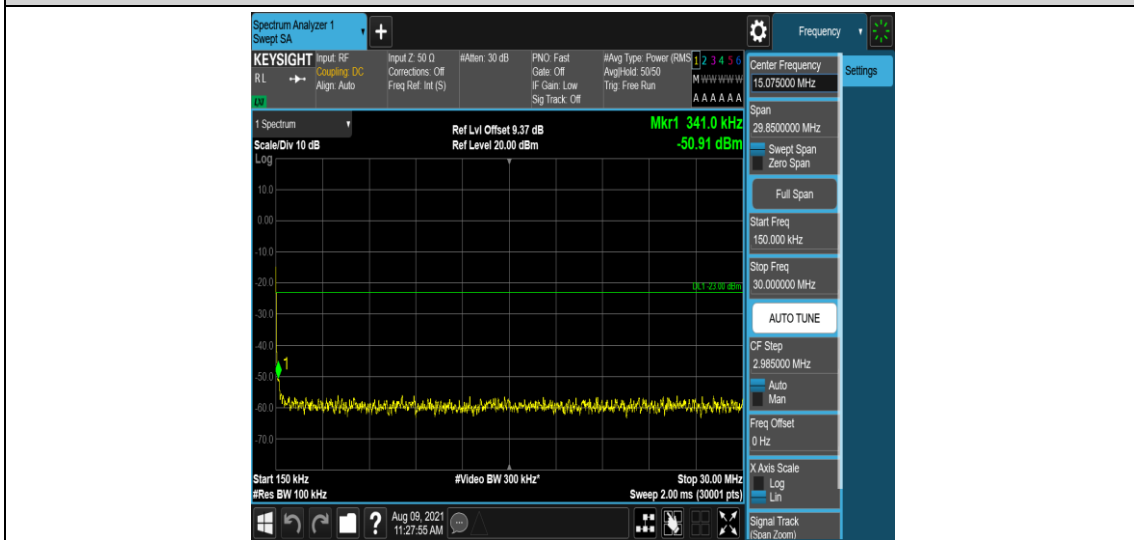 Spectrum Analyzer 1
Swept SA
+
Frequency
KEYSIGHT
RL
LXI
Input: RF
Coupling: DC
Align: Auto
Input Z: 50 Ω
Corrections: Off
Freq Ref: Int (S)
#Atten: 30 dB
PNO: Fast
Gate: Off
IF Gain: Low
Sig Track: Off
#Avg Type: Power (RMS
Avg|Hold: 50/50
Trig: Free Run
1 2 3 4 5 6
M W W W W W
A A A A A A
Center Frequency
15.075000 MHz
Settings
Span
29.8500000 MHz
Swept Span
Zero Span
Full Span
Start Freq
150.000 kHz
Stop Freq
30.000000 MHz
AUTO TUNE
CF Step
2.985000 MHz
Auto
Man
Freq Offset
0 Hz
X Axis Scale
Log
Lin
Signal Track
(Span Zoom)
1 Spectrum
Scale/Div 10 dB
Log
Ref Lvl Offset 9.37 dB
Ref Level 20.00 dBm
Mkr1 341.0 kHz
-50.91 dBm
10.0
0.00
-10.0
-20.0
DL1 -23.00 dBm
-30.0
-40.0
1
-50.0
-60.0
-70.0
Start 150 kHz
#Video BW 300 kHz*
Stop 30.00 MHz
#Res BW 100 kHz
Sweep 2.00 ms (30001 pts)
?
Aug 09, 2021
11:27:55 AM